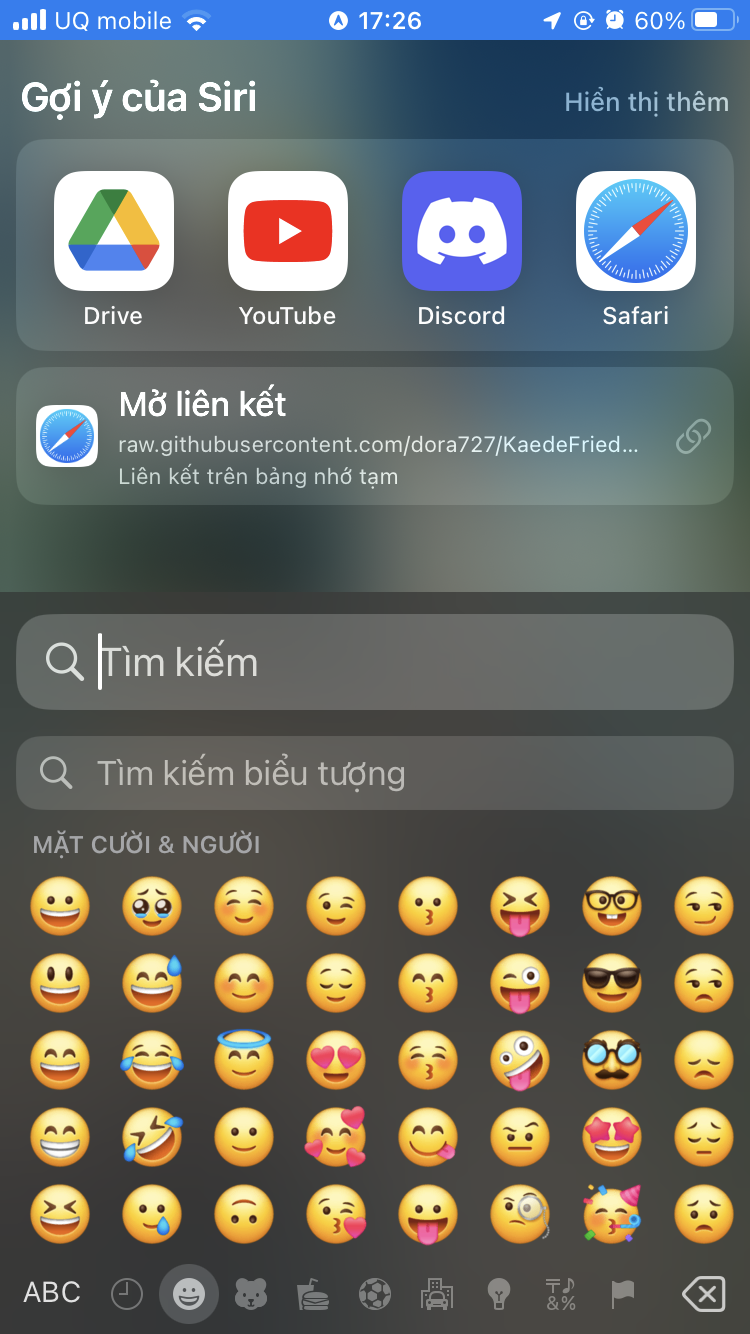 UQ mobile 17:26 60%
Gợi ý của Siri Hiển thị thêm
Drive YouTube Discord Safari
Mở liên kết
raw.githubusercontent.com/dora727/KaedeFried...
Liên kết trên bảng nhớ tạm
Tìm kiếm
Tìm kiếm biểu tượng
MẶT CƯỜI & NGƯỜI
ABC